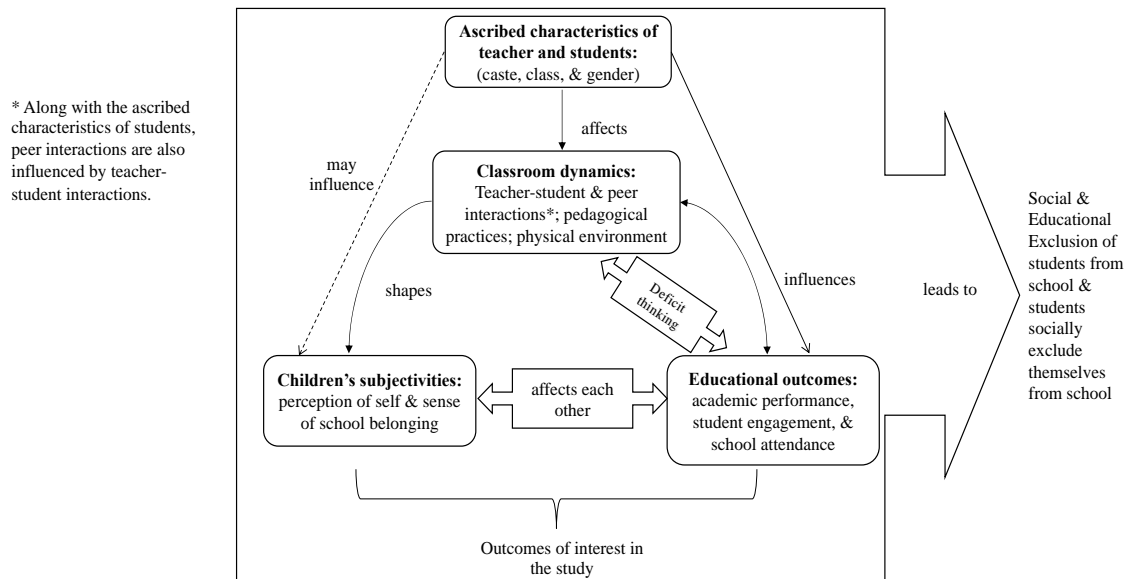 Ascribed characteristics of
teacher and students:
(caste, class, & gender)
* Along with the ascribed
characteristics of students,
peer interactions are also
influenced by teacher-
student interactions.
affects
may
influence
Classroom dynamics:
Teacher-student & peer
interactions*; pedagogical
practices; physical environment
shapes
Deficit
thinking
influences
leads to
Social &
Educational
Exclusion of
students from
school &
students
socially
exclude
themselves
from school
Children’s subjectivities:
perception of self & sense
of school belonging
affects each
other
Educational outcomes:
academic performance,
student engagement, &
school attendance
Outcomes of interest in
the study